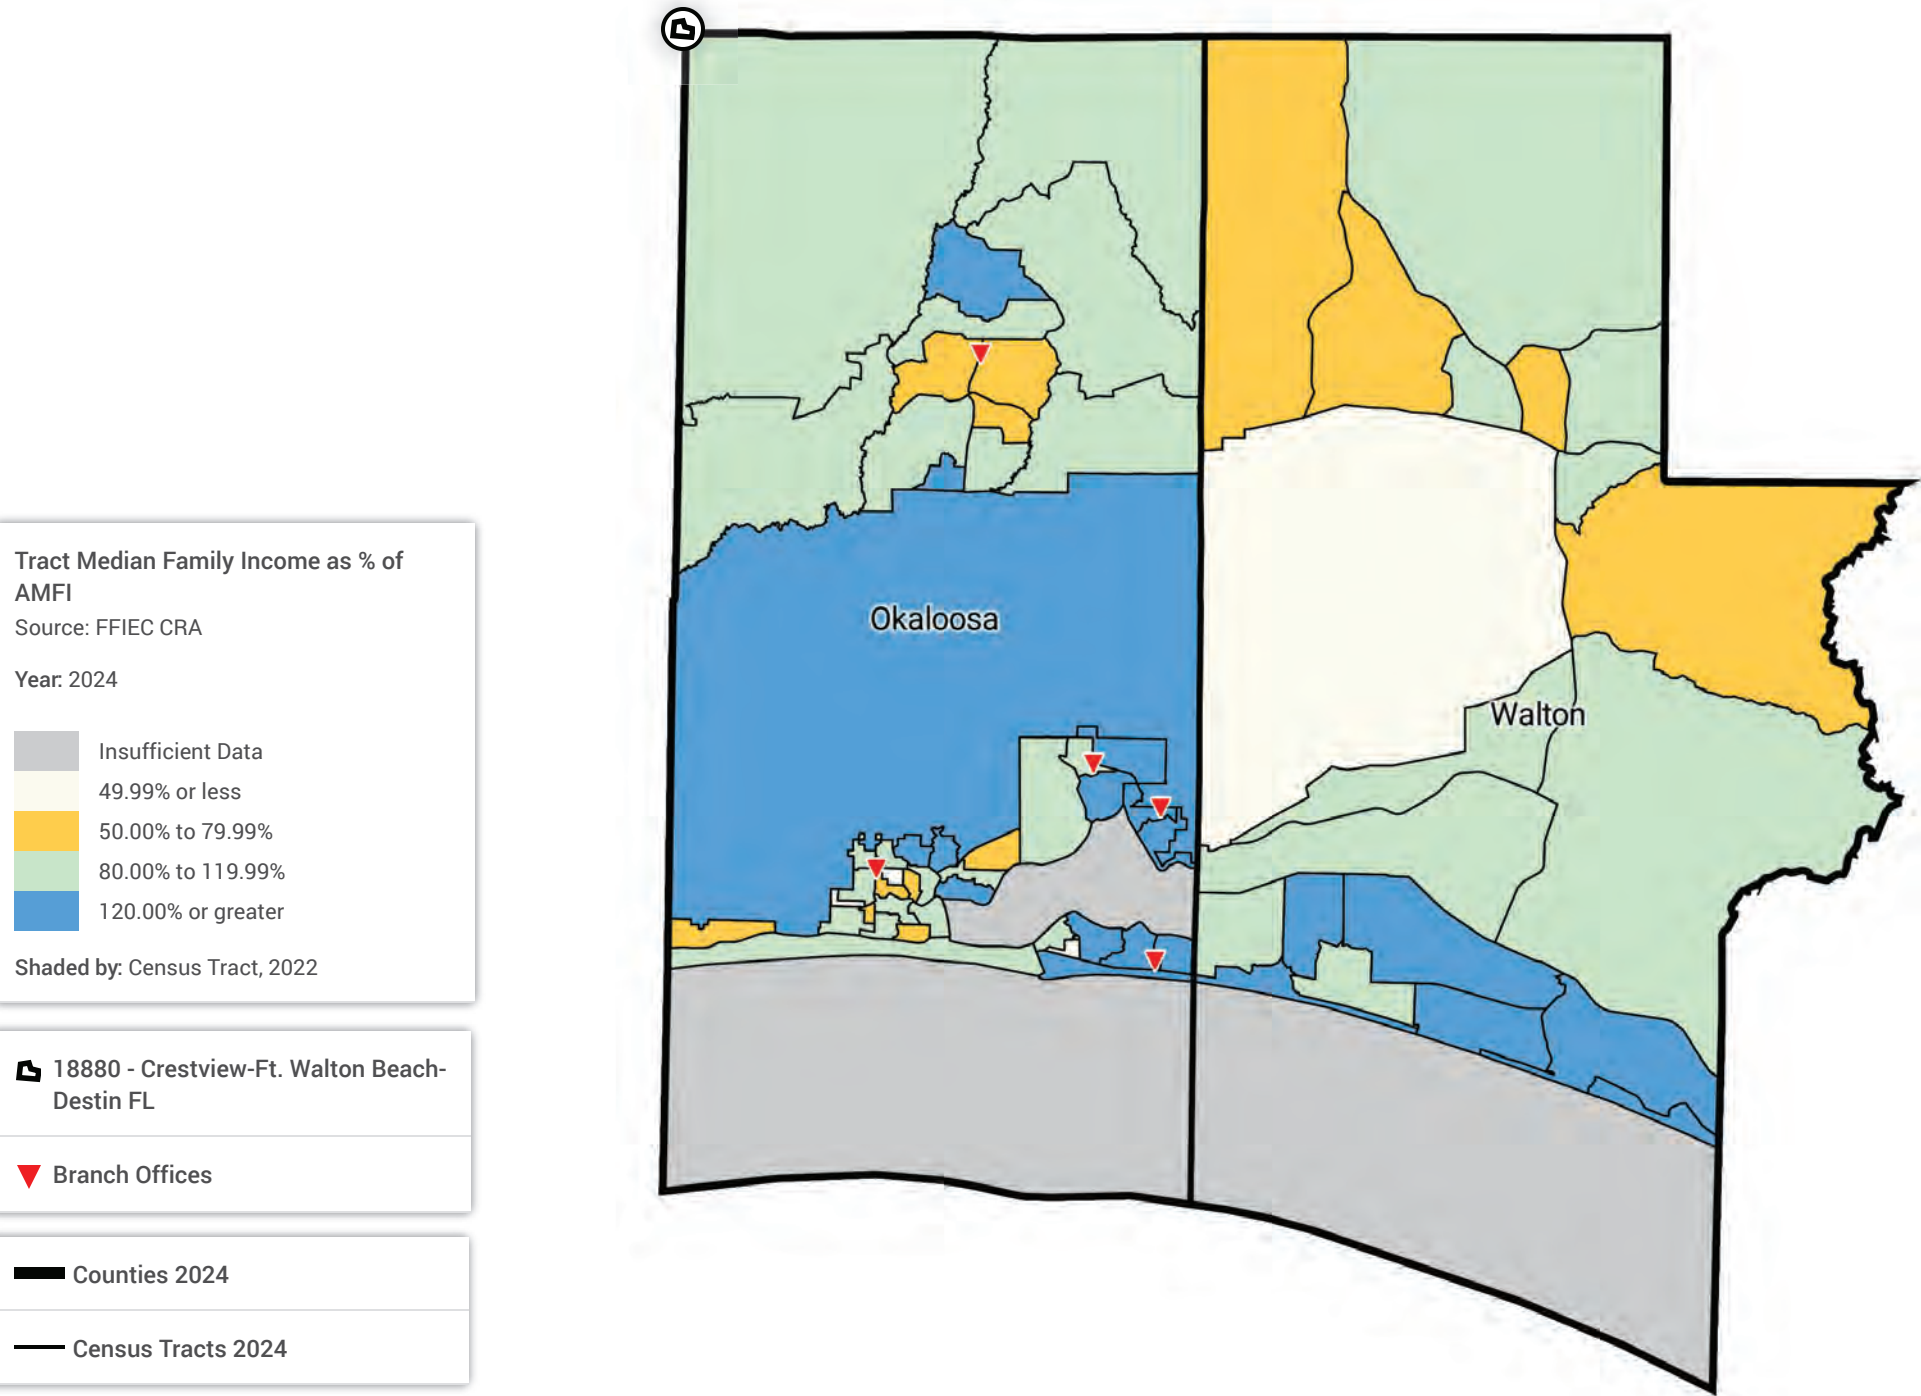 Tract Median Family Income as % of
AMFI
Source: FFIEC CRA
Year: 2024
Insufficient Data
49.99% or less
50.00% to 79.99%
80.00% to 119.99%
120.00% or greater
Shaded by: Census Tract, 2022
18880 - Crestview-Ft. Walton Beach-
Destin FL
Branch Offices
Counties 2024
Census Tracts 2024
Okaloosa
Walton